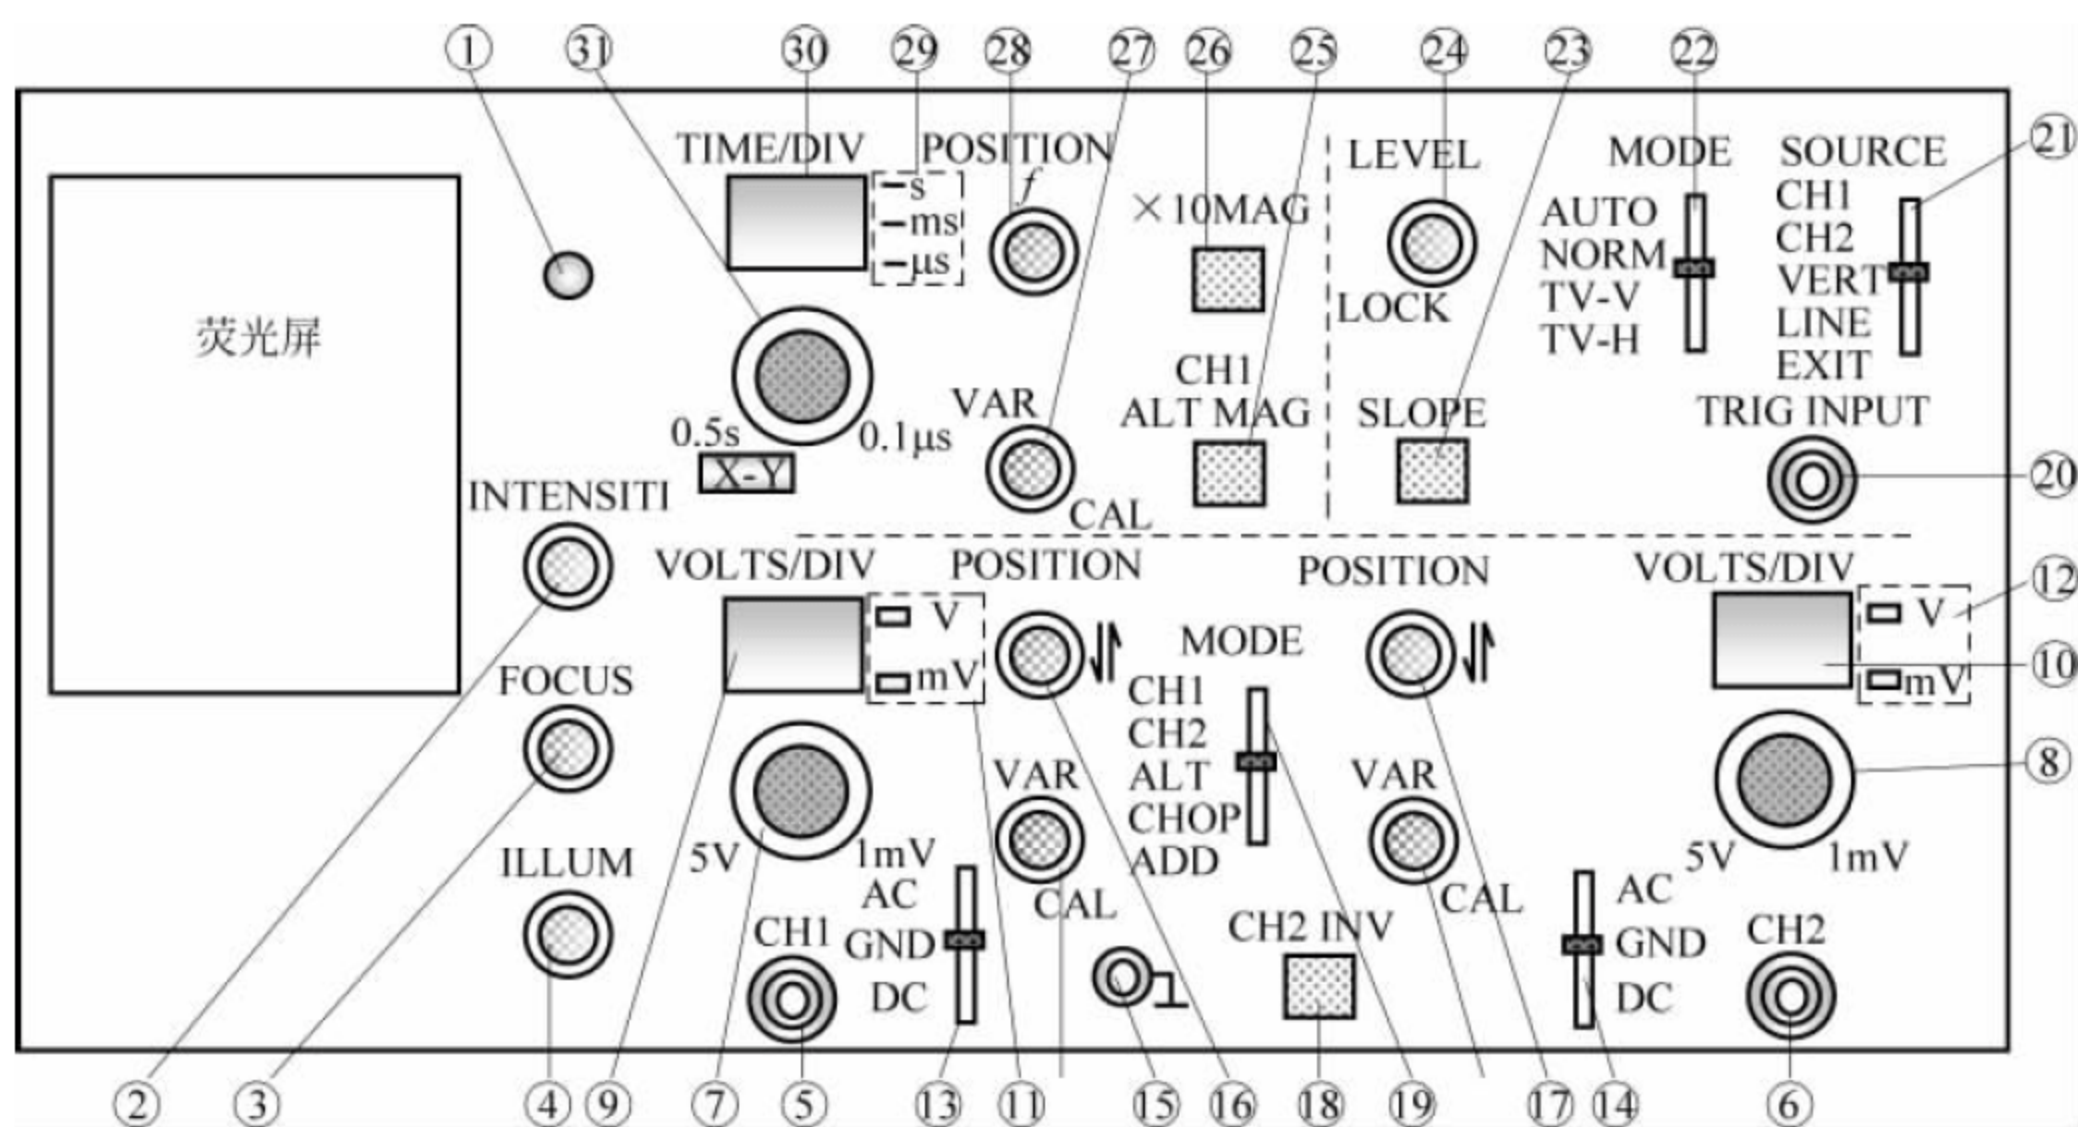 ① ㉛ ㉚ ㉙ ㉘ ㉗ ㉖ ㉕ ㉔ ㉓ ㉒
㉑
TIME/DIV
s
ms
μs
POSITION
×10MAG
LEVEL
LOCK
MODE
AUTO
NORM
TV-V
TV-H
SOURCE
CH1
CH2
VERT
LINE
EXIT
荧光屏
0.5s
0.1μs
X-Y
VAR
CAL
CH1
ALT MAG
SLOPE
TRIG INPUT
⑳
INTENSITI
FOCUS
ILLUM
VOLTS/DIV
V
mV
5V
1mV
POSITION
VAR
CAL
MODE
CH1
CH2
ALT
CHOP
ADD
POSITION
VAR
CAL
VOLTS/DIV
V
mV
5V
1mV
⑫
⑩
⑧
CH1
AC
GND
DC
CH2 INV
AC
GND
DC
CH2
② ③ ④ ⑨ ⑦ ⑤ ⑬ ⑪ ⑮ ⑯ ⑱ ⑲ ⑰ ⑭ ⑥